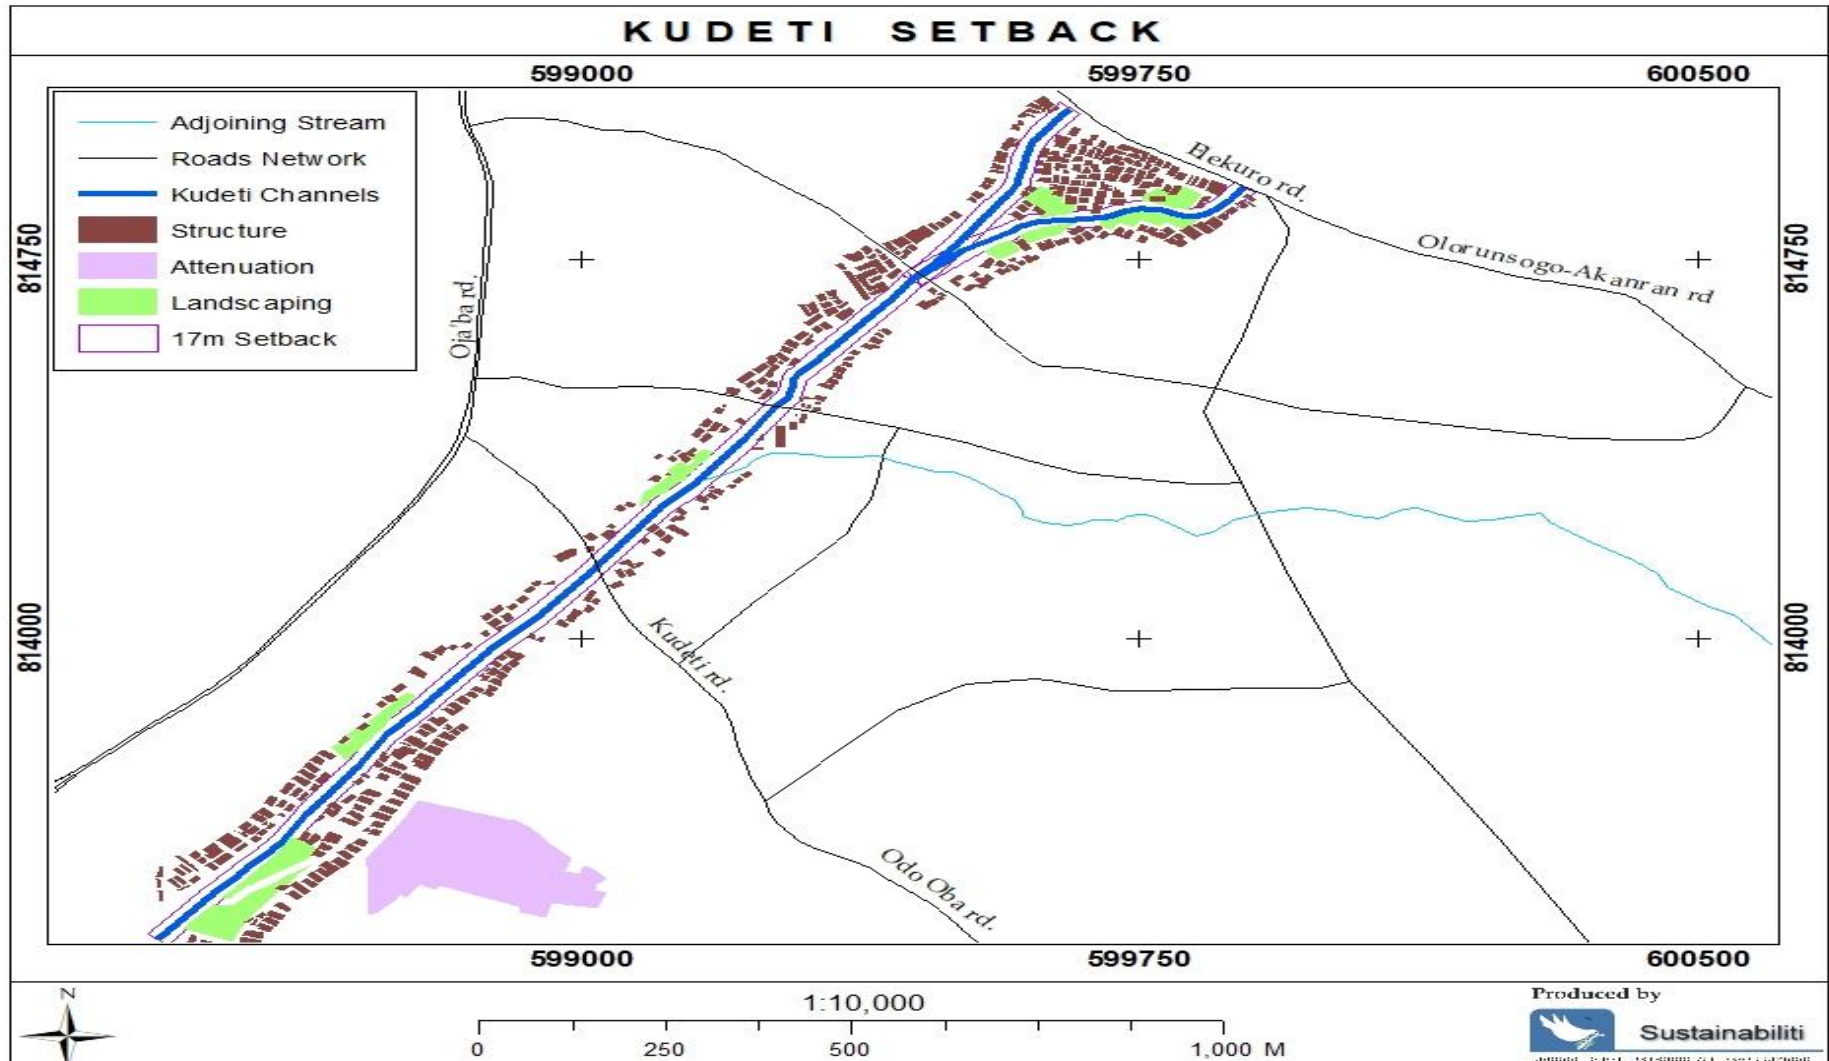 KUDETI SETBACK
599000 599750 600500
Adjoining Stream
Roads Network
Kudeti Channels
Structure
Attenuation
Landscaping
17m Setback
Elekuro rd.
Olorunsogo-Akanran rd
814750
814750
Oja'ba rd.
814000
814000
Kudeti rd.
Odo Oba rd.
599000 599750 600500
N
1:10,000
0 250 500 1,000 M
Produced by
Sustainabiliti